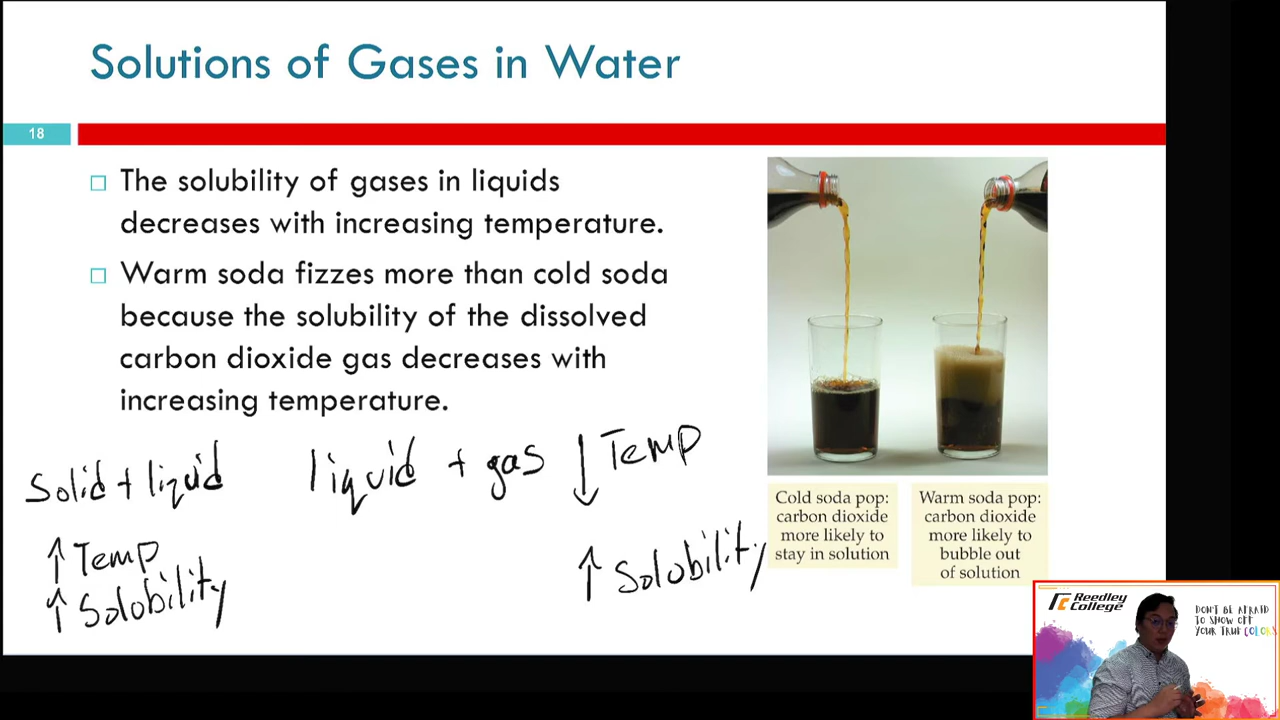 Solutions of Gases in Water
18
The solubility of gases in liquids
decreases with increasing temperature.
Warm soda fizzes more than cold soda
because the solubility of the dissolved
carbon dioxide gas decreases with
increasing temperature.
Solid + liquid
↑ Temp
↑ Solobility
liquid + gas ↓ Temp
↑ Solobility
Cold soda pop:
carbon dioxide
more likely to
stay in solution
Warm soda pop:
carbon dioxide
more likely to
bubble out
of solution
Reedley
College
DON'T BE AFRAID
TO SHOW OFF
YOUR TRUE COLORS